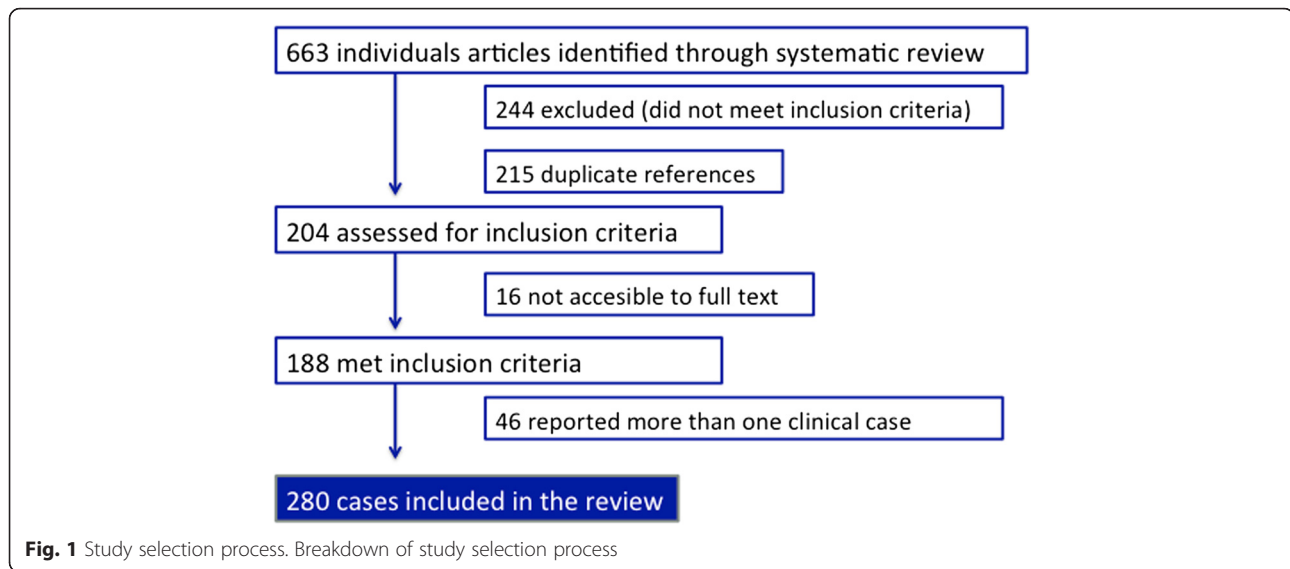 663 individuals articles identified through systematic review
244 excluded (did not meet inclusion criteria)
215 duplicate references
204 assessed for inclusion criteria
16 not accesible to full text
188 met inclusion criteria
46 reported more than one clinical case
280 cases included in the review
Fig. 1 Study selection process. Breakdown of study selection process